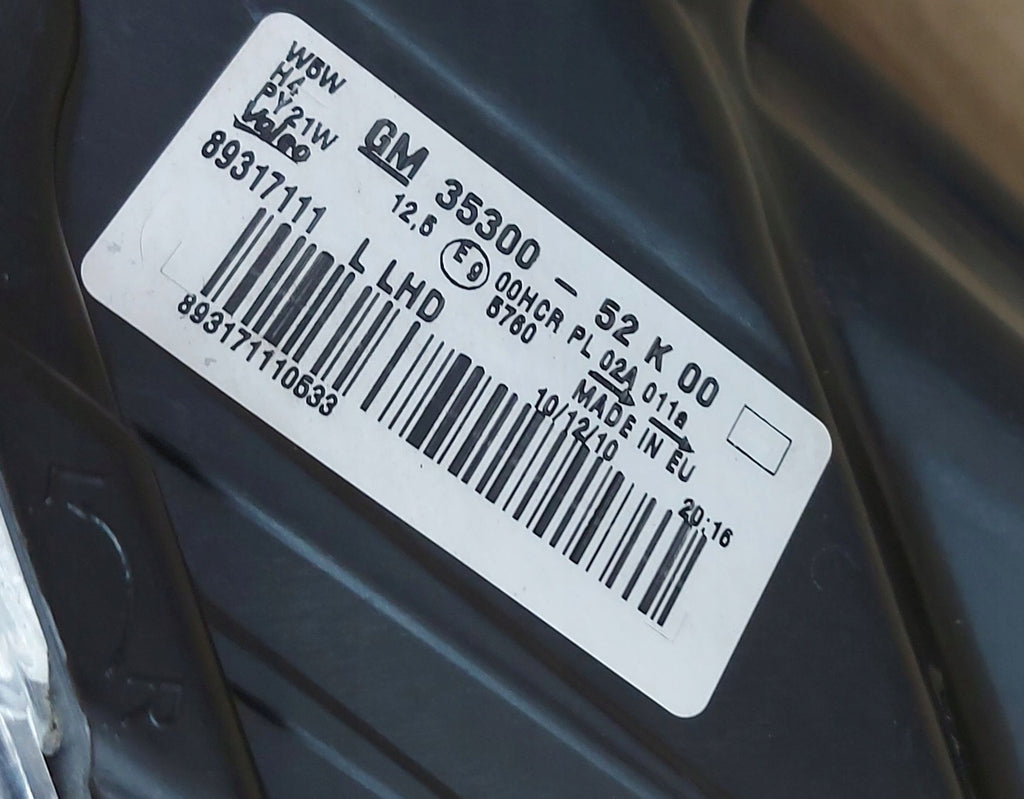 W5W
H4
PY21W
Valeo
GM 35300 - 52 K 00
12,5 E9 00HCR PL 02A 011a
5760 MADE IN EU
89317111 L LHD
10/12/10 20:16
893171110533